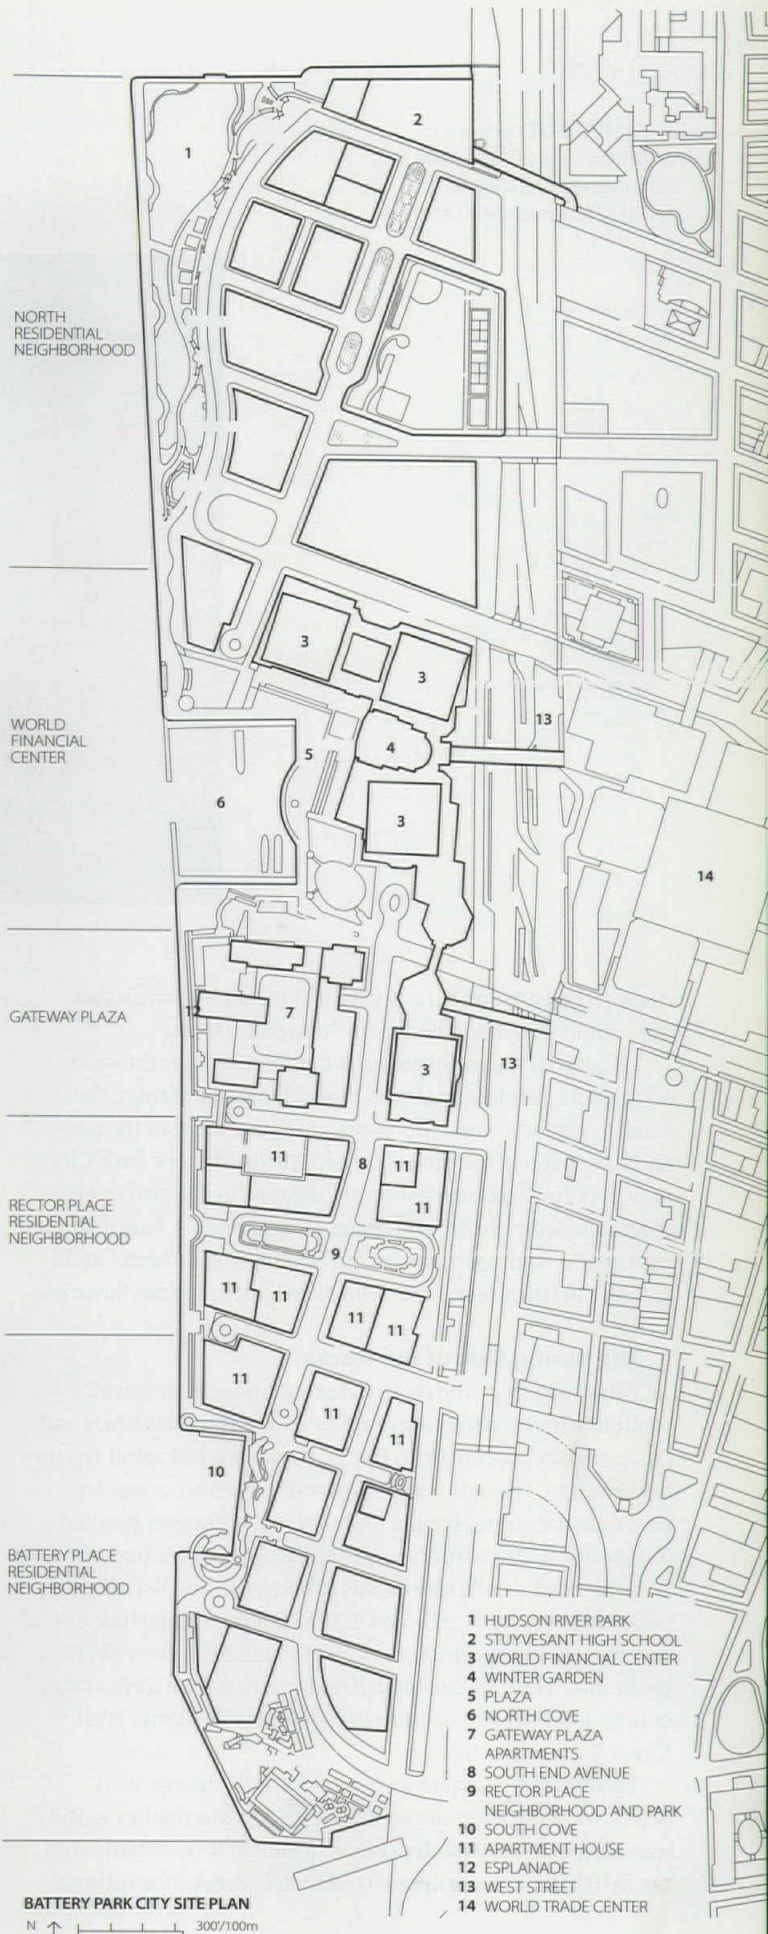 2
1
NORTH
RESIDENTIAL
NEIGHBORHOOD
3
3
13
WORLD
FINANCIAL
CENTER
5
4
6
3
14
GATEWAY PLAZA
12
7
3
13
RECTOR PLACE
RESIDENTIAL
NEIGHBORHOOD
11
8
11
11
9
11
11
11
11
11
11
11
10
BATTERY PLACE
RESIDENTIAL
NEIGHBORHOOD
1 HUDSON RIVER PARK
2 STUYVESANT HIGH SCHOOL
3 WORLD FINANCIAL CENTER
4 WINTER GARDEN
5 PLAZA
6 NORTH COVE
7 GATEWAY PLAZA
APARTMENTS
8 SOUTH END AVENUE
9 RECTOR PLACE
NEIGHBORHOOD AND PARK
10 SOUTH COVE
11 APARTMENT HOUSE
12 ESPLANADE
13 WEST STREET
14 WORLD TRADE CENTER
BATTERY PARK CITY SITE PLAN
N 300'/100m